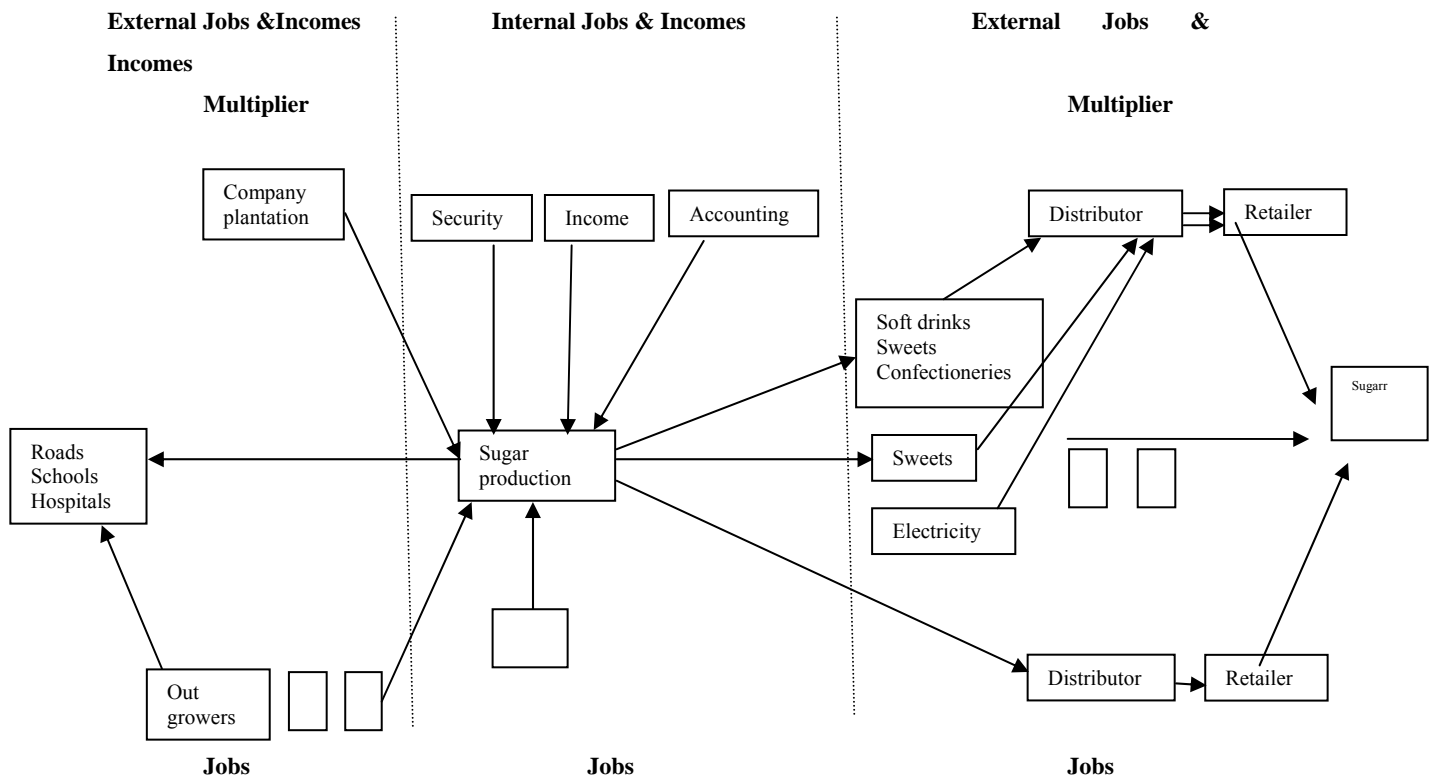 External Jobs &Incomes
Incomes
Multiplier
Internal Jobs & Incomes
External Jobs &
Multiplier
Company
plantation
Security
Income
Accounting
Distributor
Retailer
Soft drinks
Sweets
Confectioneries
Sugarr
Roads
Schools
Hospitals
Sugar
production
Sweets
Electricity
Out
growers
Distributor
Retailer
Jobs
Jobs
Jobs